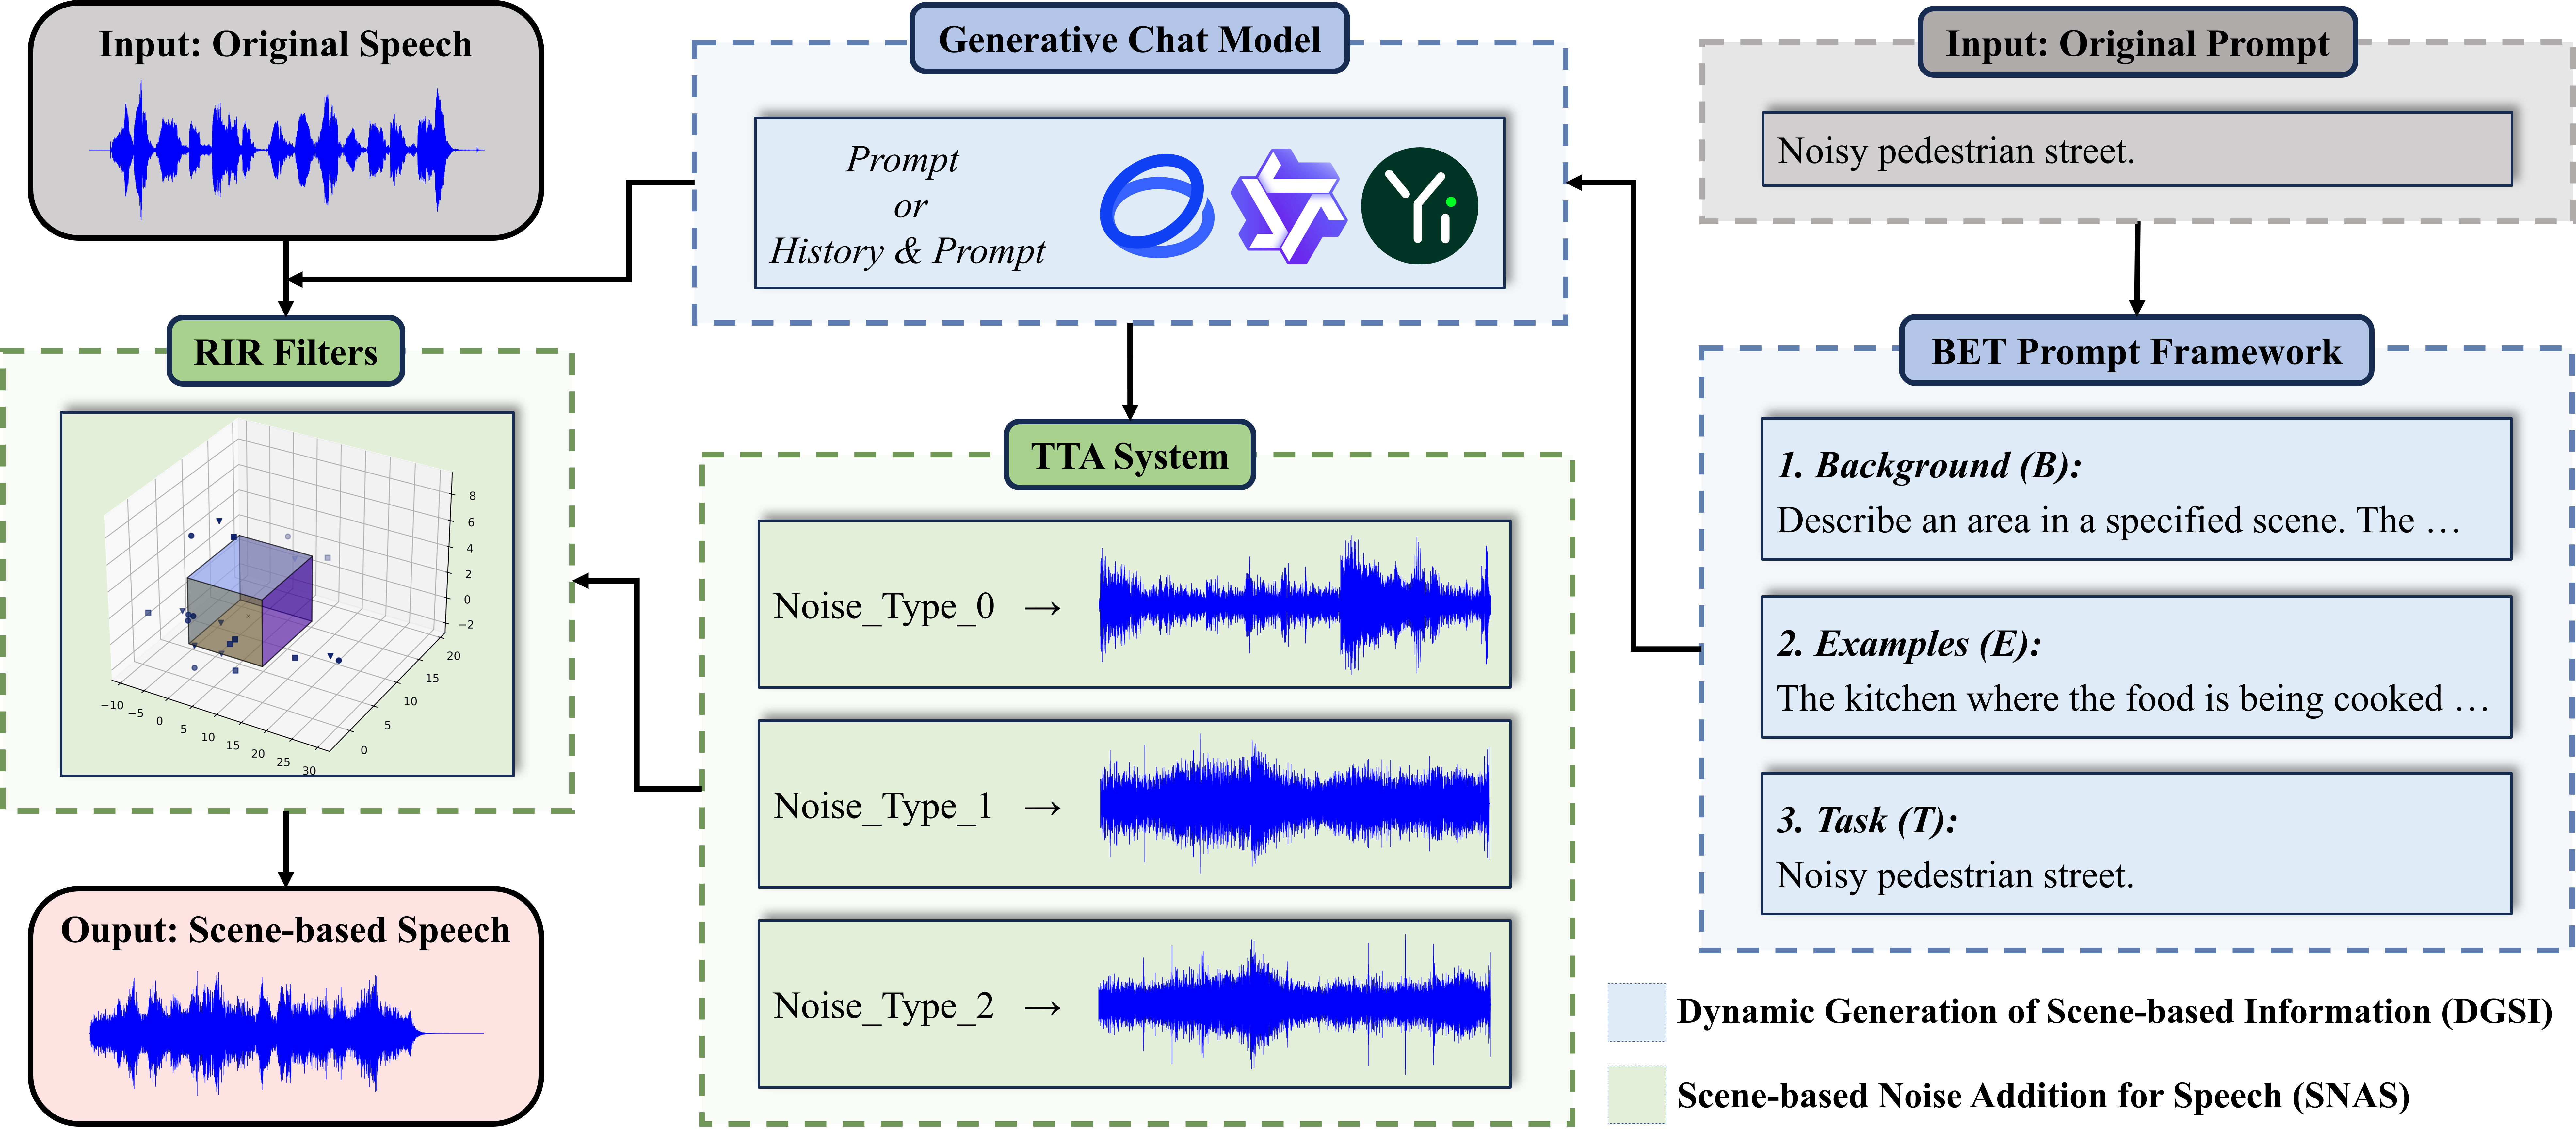 Input: Original Speech
Generative Chat Model
Prompt
or
History & Prompt
Yi
Input: Original Prompt
Noisy pedestrian street.
BET Prompt Framework
1. Background (B):
Describe an area in a specified scene. The …
2. Examples (E):
The kitchen where the food is being cooked …
3. Task (T):
Noisy pedestrian street.
RIR Filters
8
6
4
2
0
−2
20
15
10
5
0
−10
−5
0
5
10
15
20
25
30
TTA System
Noise_Type_0 →
Noise_Type_1 →
Noise_Type_2 →
Ouput: Scene-based Speech
Dynamic Generation of Scene-based Information (DGSI)
Scene-based Noise Addition for Speech (SNAS)